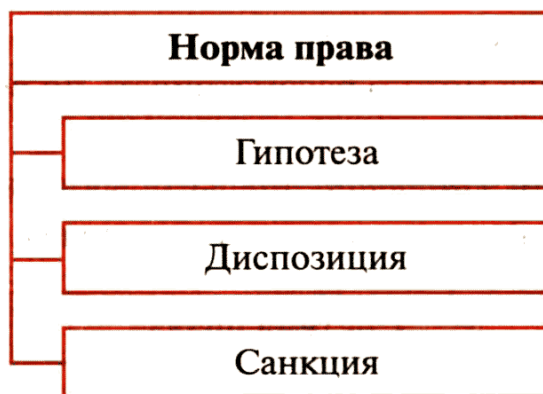 Норма права
Гипотеза
Диспозиция
Санкция